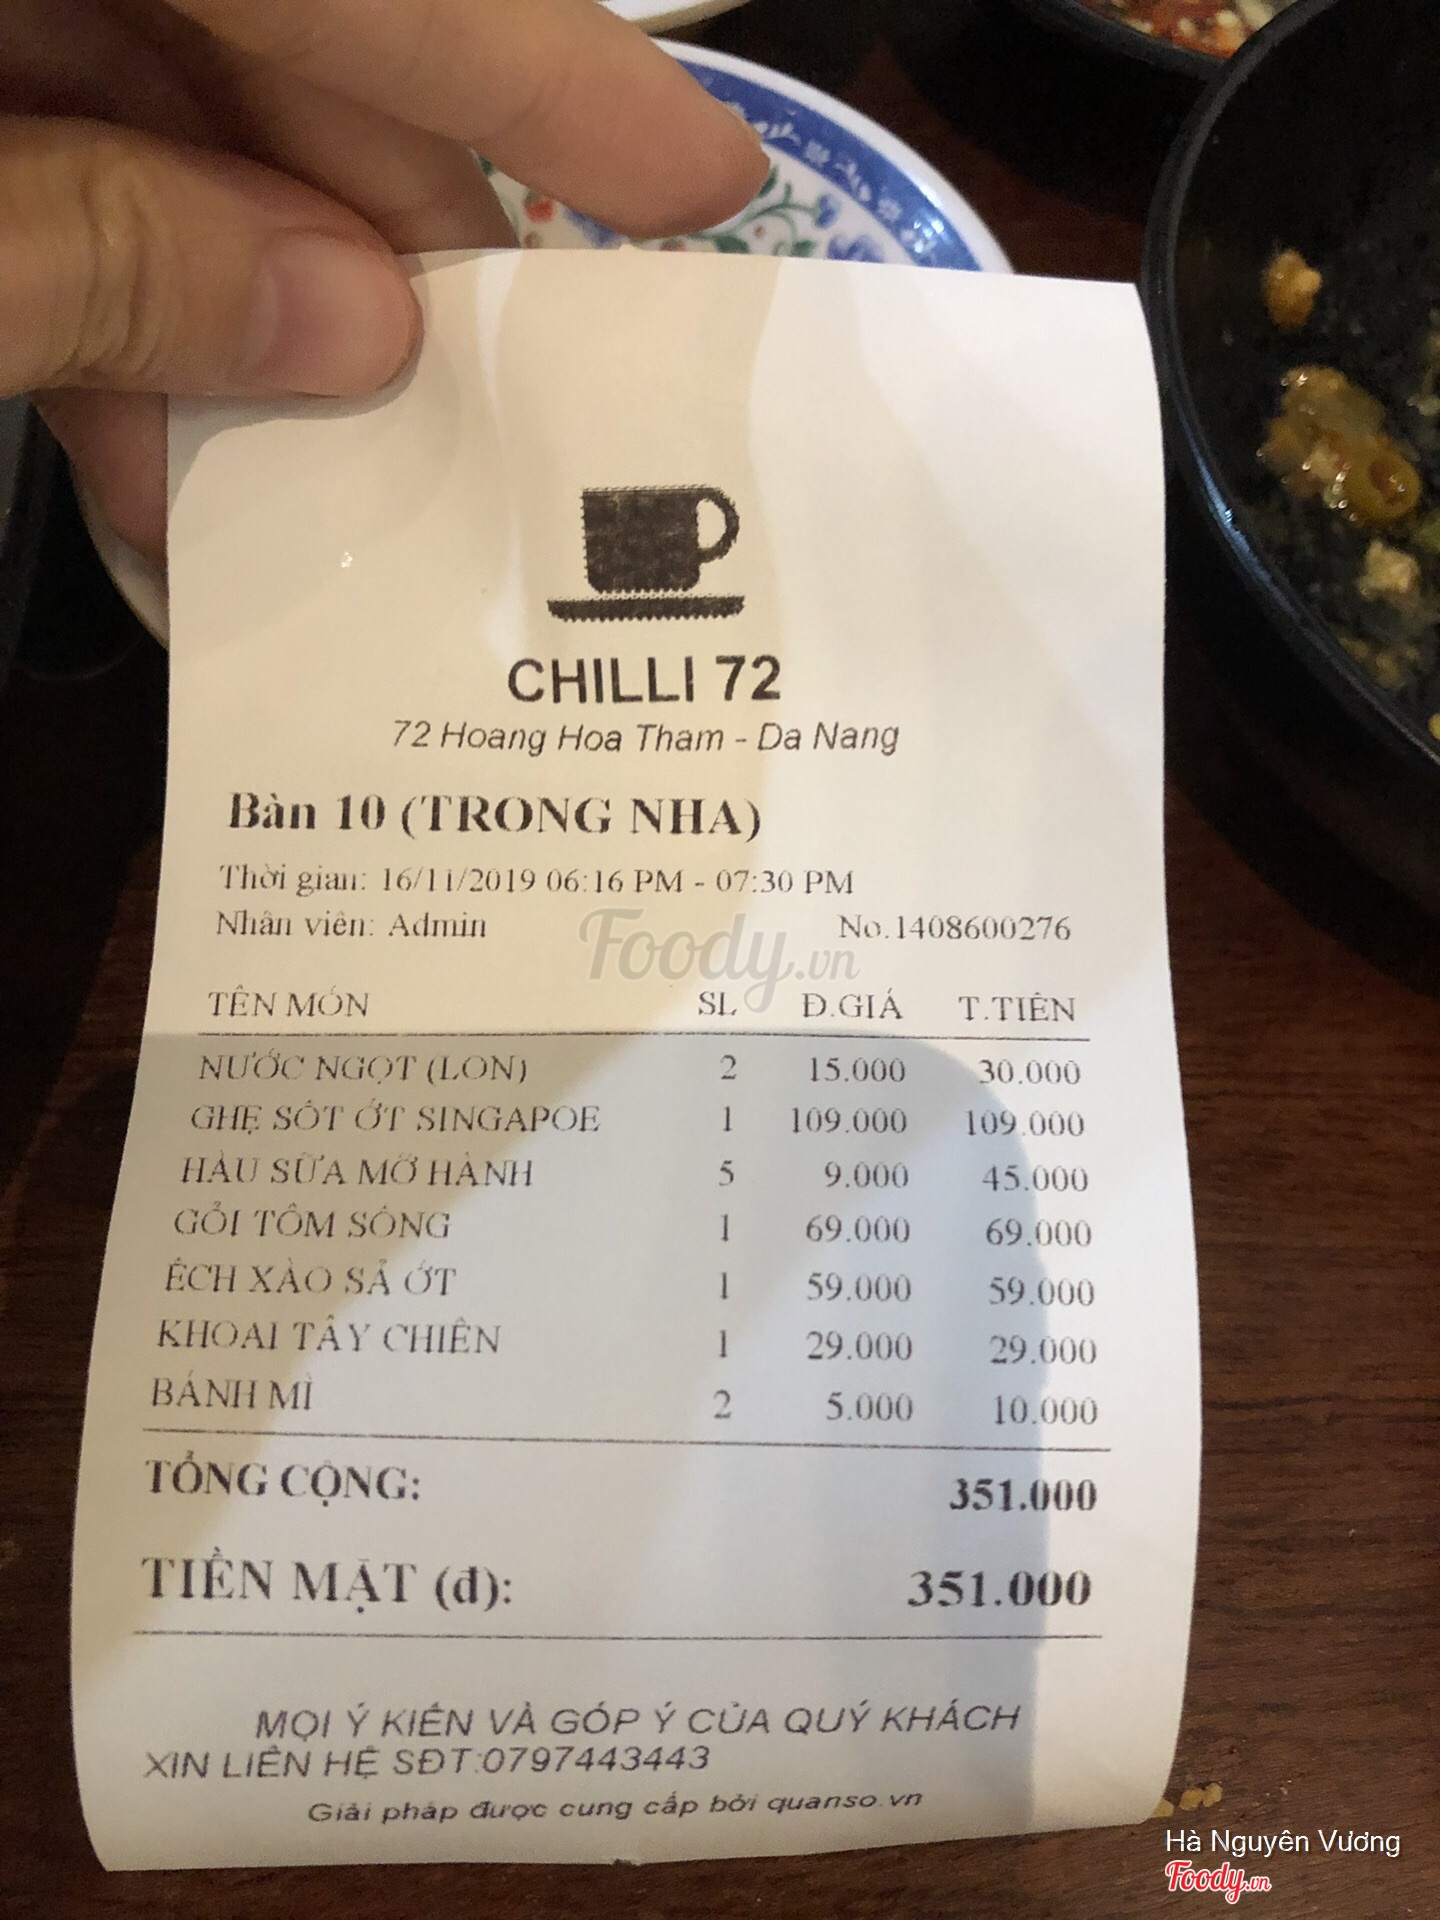 CHILLI 72
72 Hoang Hoa Tham - Da Nang
Bàn 10 (TRONG NHA)
Thời gian: 16/11/2019 06:16 PM - 07:30 PM
Nhân viên: Admin No.1408600276
Foody.vn
TÊN MÓN SL Đ.GIÁ T.TIỀN
NƯỚC NGỌT (LON) 2 15.000 30.000
GHẸ SỐT ỚT SINGAPOE 1 109.000 109.000
HÀU SỮA MỠ HÀNH 5 9.000 45.000
GỎI TÔM SÔNG 1 69.000 69.000
ẾCH XÀO SẢ ỚT 1 59.000 59.000
KHOAI TÂY CHIÊN 1 29.000 29.000
BÁNH MÌ 2 5.000 10.000
TỔNG CỘNG: 351.000
TIỀN MẶT (đ): 351.000
MỌI Ý KIẾN VÀ GÓP Ý CỦA QUÝ KHÁCH
XIN LIÊN HỆ SĐT:0797443443
Giải pháp được cung cấp bởi quanso.vn
Hà Nguyên Vương
Foody.vn